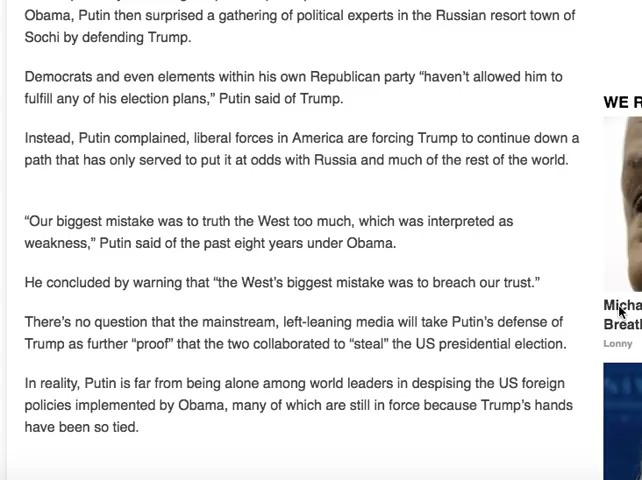 Obama, Putin then surprised a gathering of political experts in the Russian resort town of
Sochi by defending Trump.
Democrats and even elements within his own Republican party “haven’t allowed him to
fulfill any of his election plans,” Putin said of Trump.
Instead, Putin complained, liberal forces in America are forcing Trump to continue down a
path that has only served to put it at odds with Russia and much of the rest of the world.
“Our biggest mistake was to truth the West too much, which was interpreted as
weakness,” Putin said of the past eight years under Obama.
He concluded by warning that “the West’s biggest mistake was to breach our trust.”
There’s no question that the mainstream, left-leaning media will take Putin’s defense of
Trump as further “proof” that the two collaborated to “steal” the US presidential election.
In reality, Putin is far from being alone among world leaders in despising the US foreign
policies implemented by Obama, many of which are still in force because Trump’s hands
have been so tied.
WE R
Micha
Breath
Lonny